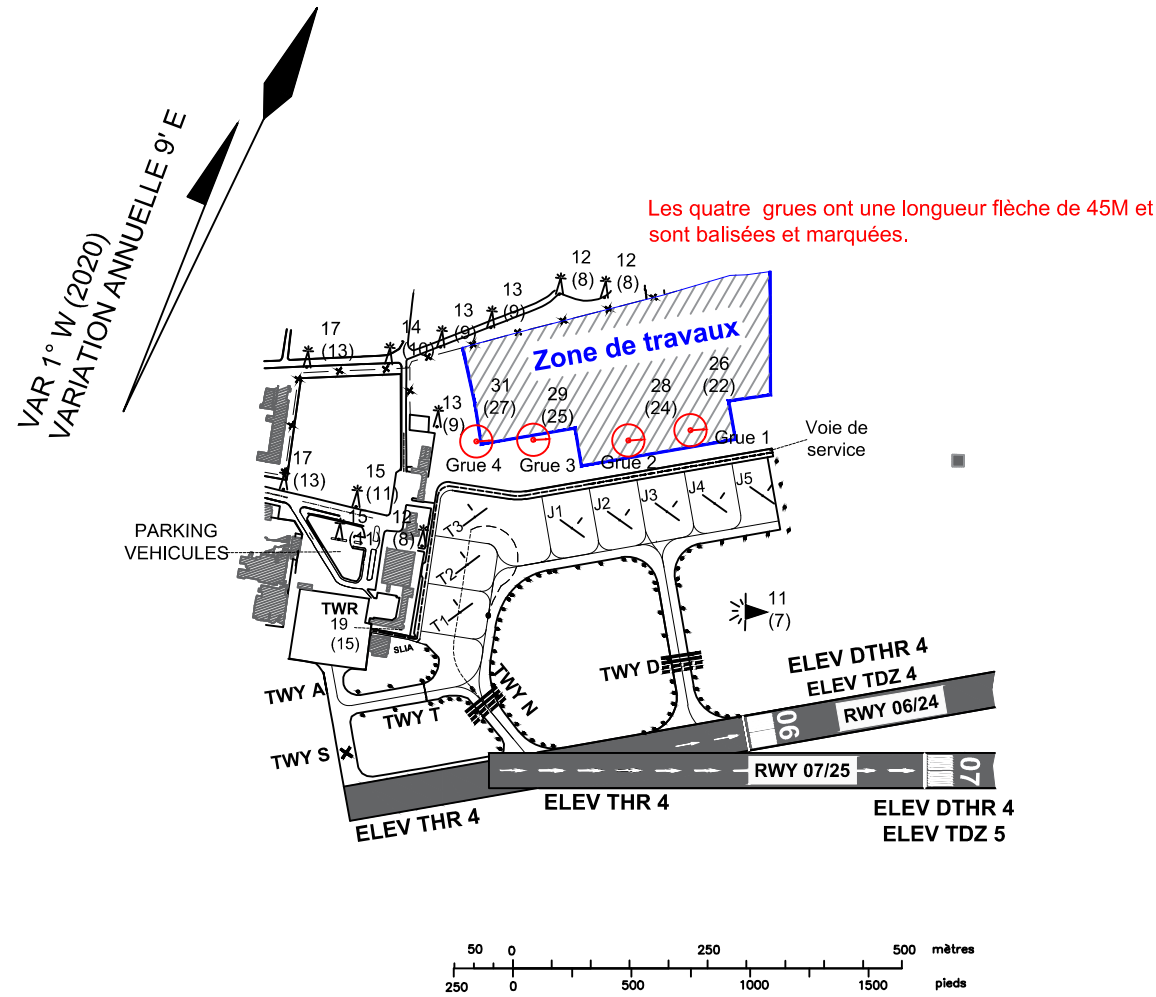 VAR 1° W (2020)
VARIATION ANNUELLE 9' E
Les quatre grues ont une longueur flèche de 45M et
sont balisées et marquées.
12
(8)
12
(8)
13
(9)
13
(9)
14
(10)
17
(13)
Zone de travaux
26
(22)
28
(24)
29
(25)
31
(27)
13
(9)
Grue 4
Grue 3
Grue 2
Grue 1
Voie de
service
17
(13)
15
(11)
15
(11)
12
(8)
PARKING
VEHICULES
T3
T2
T1
J1
J2
J3
J4
J5
TWR
19
(15)
SLIA
11
(7)
TWY A
TWY T
TWY N
TWY D
TWY S
ELEV DTHR 4
ELEV TDZ 4
06
RWY 06/24
RWY 07/25
07
ELEV THR 4
ELEV THR 4
ELEV DTHR 4
ELEV TDZ 5
50 0 250 500 mètres
250 0 500 1000 1500 pieds